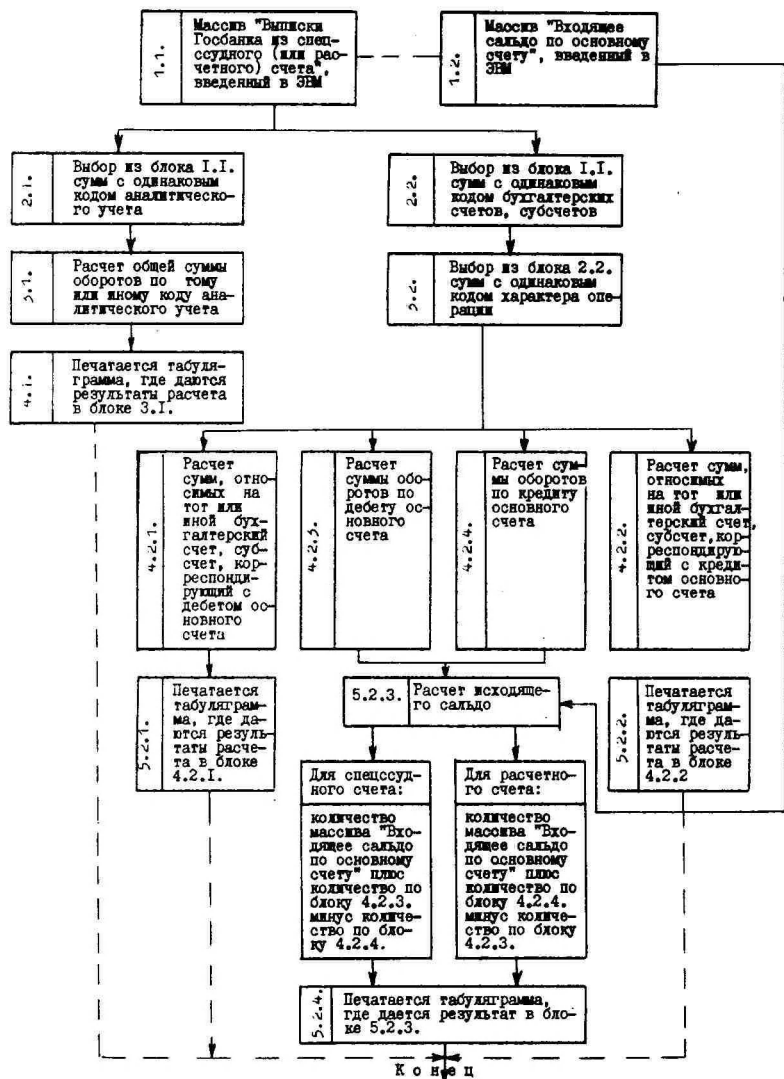 1.1.
Массив "Выписки
Госбанка из спец-
ссудного (или рас-
четного) счета",
введенный в ЭВМ
1.2.
Массив "Входящее
сальдо по основному
счету", введенный в
ЭВМ
2.1.
Выбор из блока I.I.
сумм с одинаковым
кодом аналитическо-
го учета
2.2.
Выбор из блока I.I.
сумм с одинаковым
кодом бухгалтерских
счетов, субсчетов
3.1.
Расчет общей суммы
оборотов по тому
или иному коду ана-
литического учета
3.2.
Выбор из блока 2.2.
сумм с одинаковым
кодом характера опе-
рации
4.1.
Печатается табуля-
грамма, где даются
результаты расчета
в блоке 3.I.
4.2.1.
Расчет
сумм, отно-
симых на
тот или
иной бух-
галтерский
счет, суб-
счет, кор-
респонди-
рующий с
дебетом ос-
новного
счета
4.2.3.
Расчет
суммы обо-
ротов по
дебету ос-
новного
счета
4.2.4.
Расчет сум-
мы оборотов
по кредиту
основного
счета
4.2.2.
Расчет сумм,
относимых
на тот или
иной бухгал-
терский счет,
субсчет, кор-
респондирую-
щий с креди-
том основно-
го счета
5.2.1.
Печатается
табуляграм-
ма, где да-
ются резуль-
таты расче-
та в блоке
4.2.I.
5.2.3.
Расчет исходяще-
го сальдо
5.2.2.
Печатается
табуляграм-
ма, где да-
ются резуль-
таты расче-
та в блоке
4.2.2
Для спецссуд-
ного счета:
количество
массива "Вхо-
дящее сальдо
по основному
счету" плюс
количество по
блоку 4.2.3.
минус количе-
ство по бло-
ку 4.2.4.
Для расчетно-
го счета:
количество
массива "Вхо-
дящее сальдо
по основному
счету" плюс
количество по
блоку 4.2.4.
минус количе-
ство по бло-
ку 4.2.3.
5.2.4.
Печатается табуляграмма,
где дается результат в бло-
ке 5.2.3.
Конец